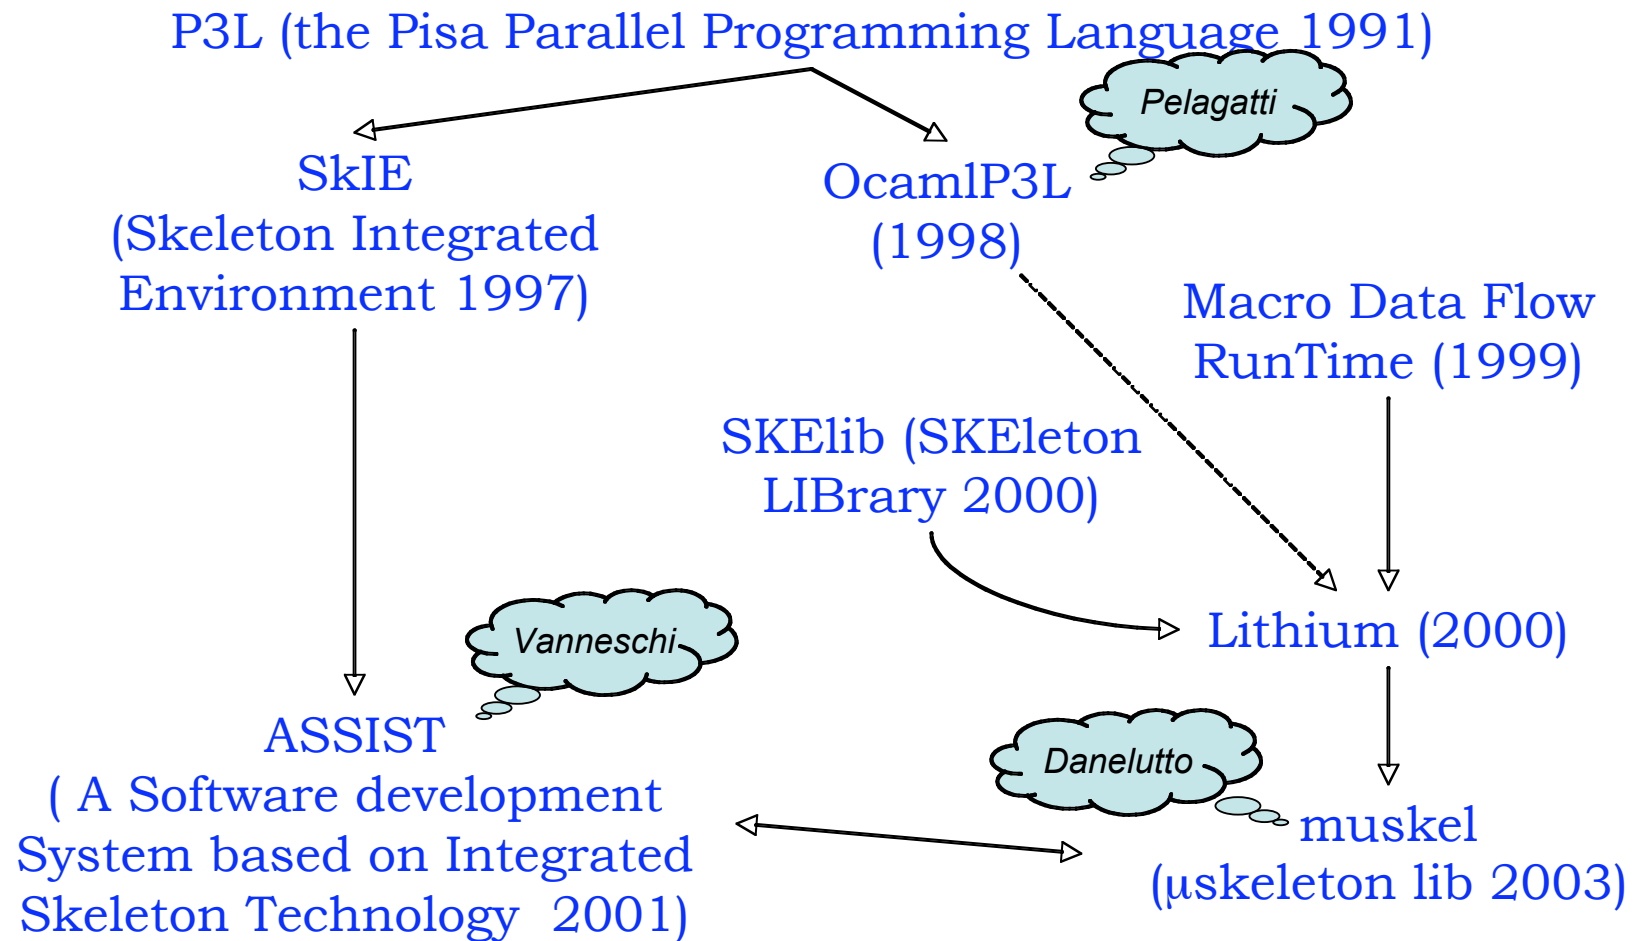 P3L (the Pisa Parallel Programming Language 1991)
Pelagatti
SkIE
(Skeleton Integrated
Environment 1997)
OcamlP3L
(1998)
Macro Data Flow
RunTime (1999)
SKElib (SKEleton
LIBrary 2000)
Lithium (2000)
Vanneschi
ASSIST
( A Software development
System based on Integrated
Skeleton Technology 2001)
Danelutto
muskel
(μskeleton lib 2003)